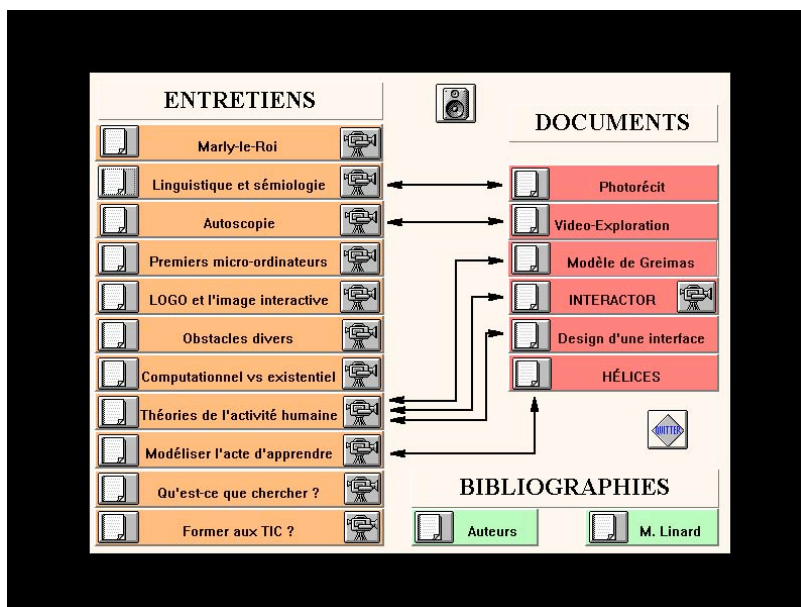 ENTRETIENS
Marly-le-Roi
Linguistique et sémiologie
Autoscopie
Premiers micro-ordinateurs
LOGO et l'image interactive
Obstacles divers
Computationnel vs existentiel
Théories de l'activité humaine
Modéliser l'acte d'apprendre
Qu'est-ce que chercher ?
Former aux TIC ?
DOCUMENTS
Photorécit
Video-Exploration
Modèle de Greimas
INTERACTOR
Design d'une interface
HÉLICES
QUITTER
BIBLIOGRAPHIES
Auteurs
M. Linard